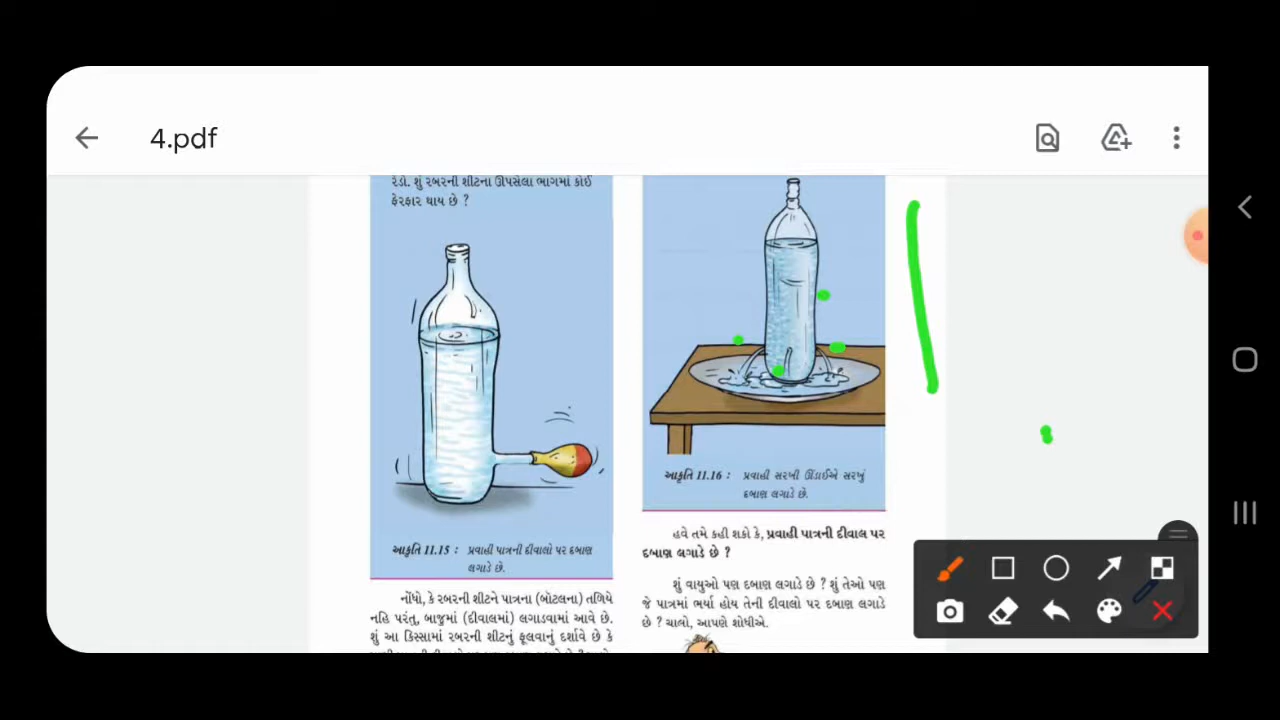 4.pdf
રેડો. શું રબરની શીટના ઊપસેલા ભાગમાં કોઈ
ફેરફાર થાય છે ?
આકૃતિ 11.15 : પ્રવાહી પાત્રની દીવાલો પર દબાણ
લગાડે છે.
નોંધો, કે રબરની શીટને પાત્રના (બૉટલના) તળિયે
નહિ પરંતુ, બાજુમાં (દીવાલમાં) લગાડવામાં આવે છે.
શું આ કિસ્સામાં રબરની શીટનું ફૂલવાનું દર્શાવે છે કે
આકૃતિ 11.16 : પ્રવાહી સરખી ઊંડાઈએ સરખું
દબાણ લગાડે છે.
હવે તમે કહી શકો કે, પ્રવાહી પાત્રની દીવાલ પર
દબાણ લગાડે છે ?
શું વાયુઓ પણ દબાણ લગાડે છે ? શું તેઓ પણ
જે પાત્રમાં ભર્યા હોય તેની દીવાલો પર દબાણ લગાડે
છે ? ચાલો, આપણે શોધીએ.